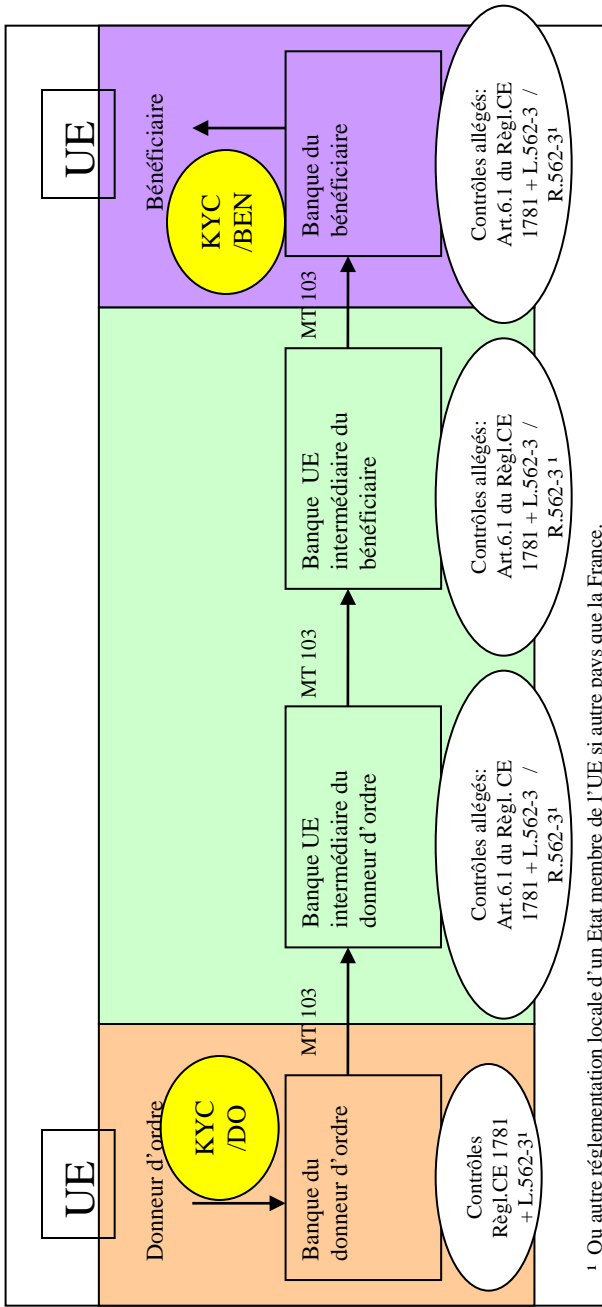 UE
UE
Donneur d'ordre
KYC
/DO
Banque du
donneur d'ordre
Contrôles
Règl.CE 1781
+ L.562-3¹
MT 103
Banque UE
intermédiaire du
donneur d'ordre
Contrôles allégés:
Art.6.1 du Règl. CE
1781 + L.562-3 /
R.562-3¹
MT 103
Banque UE
intermédiaire du
bénéficiaire
Contrôles allégés:
Art.6.1 du Règl.CE
1781 + L.562-3 /
R.562-3 ¹
MT 103
Bénéficiaire
KYC
/BEN
Banque du
bénéficiaire
Contrôles allégés:
Art.6.1 du Règl.CE
1781 + L.562-3 /
R.562-3¹
¹ Ou autre réglementation locale d'un Etat membre de l'UE si autre pays que la France.